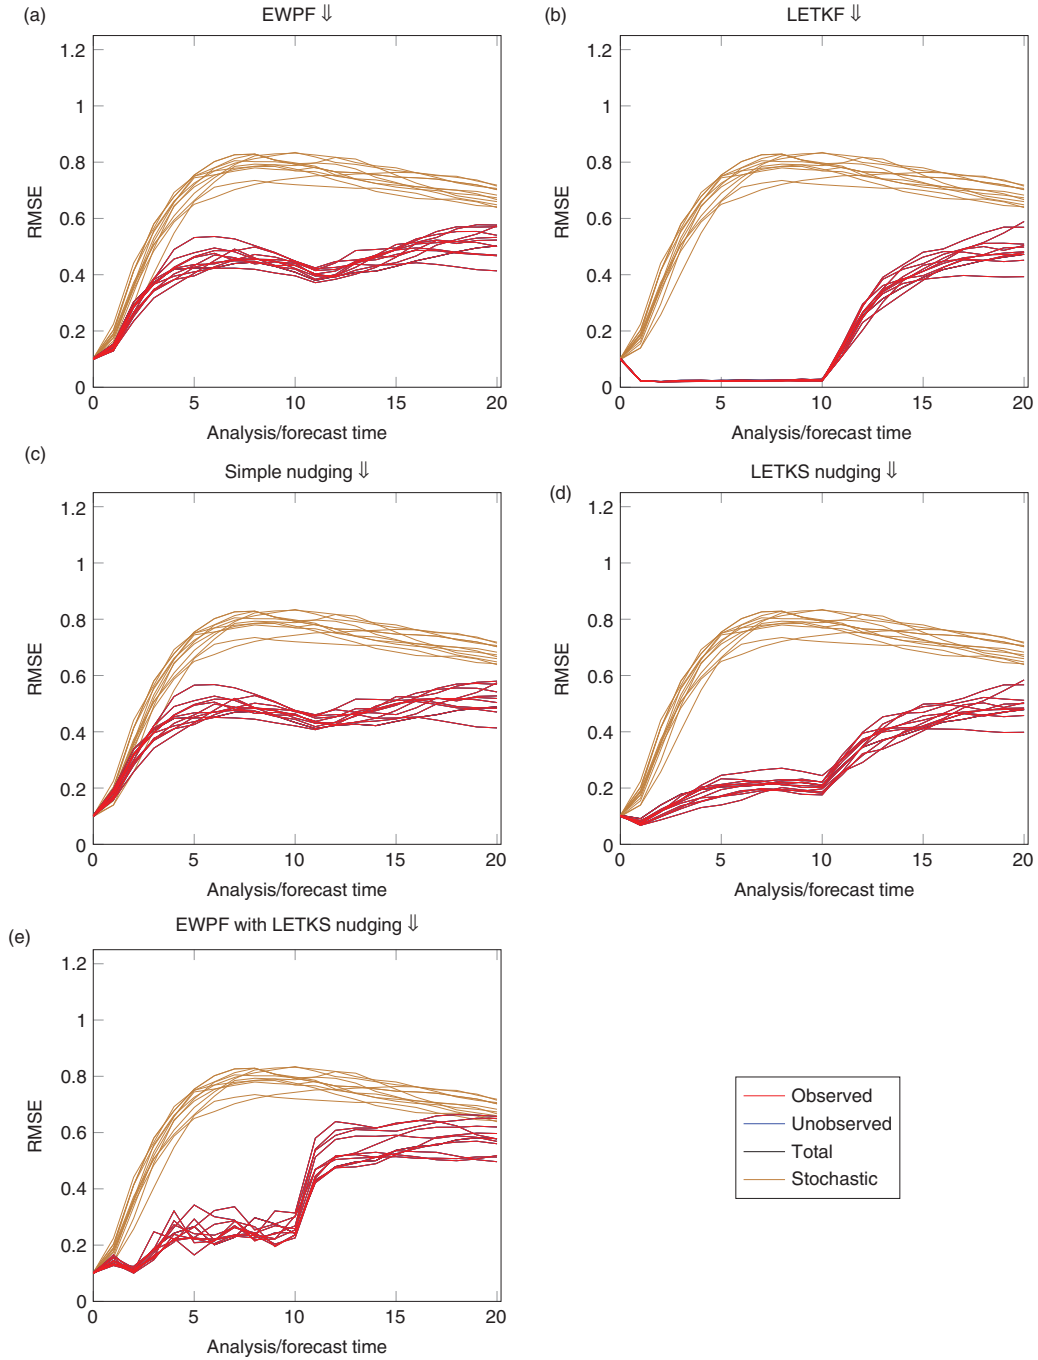 (a)
EWPF ⇓
1.2
1
0.8
0.6
0.4
0.2
0
RMSE
0 5 10 15 20
Analysis/forecast time
(b)
LETKF ⇓
1.2
1
0.8
0.6
0.4
0.2
0
RMSE
0 5 10 15 20
Analysis/forecast time
(c)
Simple nudging ⇓
1.2
1
0.8
0.6
0.4
0.2
0
RMSE
0 5 10 15 20
Analysis/forecast time
(d)
LETKS nudging ⇓
1.2
1
0.8
0.6
0.4
0.2
0
RMSE
0 5 10 15 20
Analysis/forecast time
(e)
EWPF with LETKS nudging ⇓
1.2
1
0.8
0.6
0.4
0.2
0
RMSE
0 5 10 15 20
Analysis/forecast time
Observed
Unobserved
Total
Stochastic